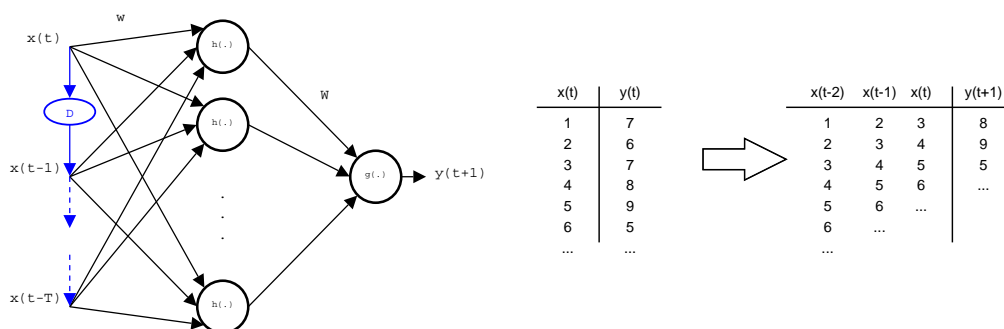 w
x(t)
h(.)
D
W
h(.)
x(t-1)
g(.)
y(t+1)
.
.
.
x(t-T)
h(.)
x(t) y(t)
1 7
2 6
3 7
4 8
5 9
6 5
... ...
x(t-2) x(t-1) x(t) y(t+1)
1 2 3 8
2 3 4 9
3 4 5 5
4 5 6 ...
5 6 ...
6 ...
...